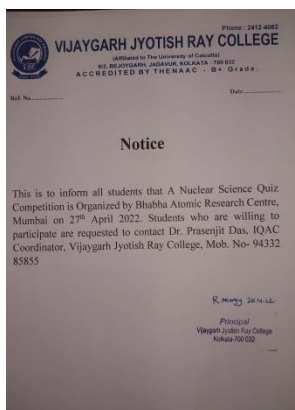 Phone : 2412-4082
VIJAYGARH JYOTISH RAY COLLEGE
(Affiliated to The University of Calcutta)
8/2, BEJOYGARH, JADAVUR, KOLKATA - 700 032
ACCREDITED BY THENAAC - B+ Grade.
Ref. No..............
Date..............
Notice
This is to inform all students that A Nuclear Science Quiz
Competition is Organized by Bhabha Atomic Research Centre,
Mumbai on 27th April 2022. Students who are willing to
participate are requested to contact Dr. Prasenjit Das, IQAC
Coordinator, Vijaygarh Jyotish Ray College, Mob. No- 94332
85855
20.4.22
Principal
Vijaygarh Jyotish Ray College
Kolkata-700 032